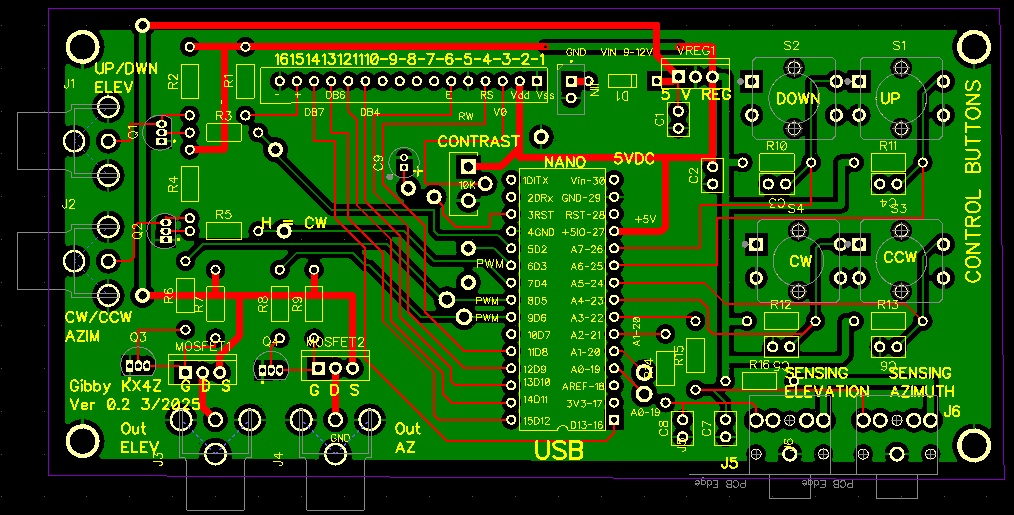 GND VIN 9-12V VREG1
S2 S1
16151413121110-9-8-7-6-5-4-3-2-1
J1 UP/DWN
ELEV
R2 R1
- + DB6 E RS Vdd Vss
DB7 DB4 RW V0
D1
5 V REG
DOWN UP
C1
Q1 R3
CONTRAST
NANO 5VDC
R10 R11
C9 +
C2
10K
C3 C4
R4
1DITX Vin-30
2DRx GND-29
3RST RST-28
4GND +5IO-27
5D2 A7-26
6D3 A6-25
7D4 A5-24
8D5 A4-23
9D6 A3-22
10D7 A2-21
11D8 A1-20
12D9 A0-19
13D10 AREF-18
14D11 3V3-17
15D12 D13-16
+5V
J2
Q2 R5
H = CW
S4 S3
PWM
PWM
PWM
CW CCW
CONTROL BUTTONS
R6 R7 R8 R9
R12 R13
CW/CCW
AZIM
A1-20
Q3
MOSFET1 MOSFET2
R15
R16
G D S G D S
SENSING SENSING
ELEVATION AZIMUTH
Gibby KX4Z
Ver 0.2 3/2025
A0-19
J6
Out
ELEV
GND
Out
AZ
C8 C7
USB
J3 J4
J5
PCB Edge PCB Edge